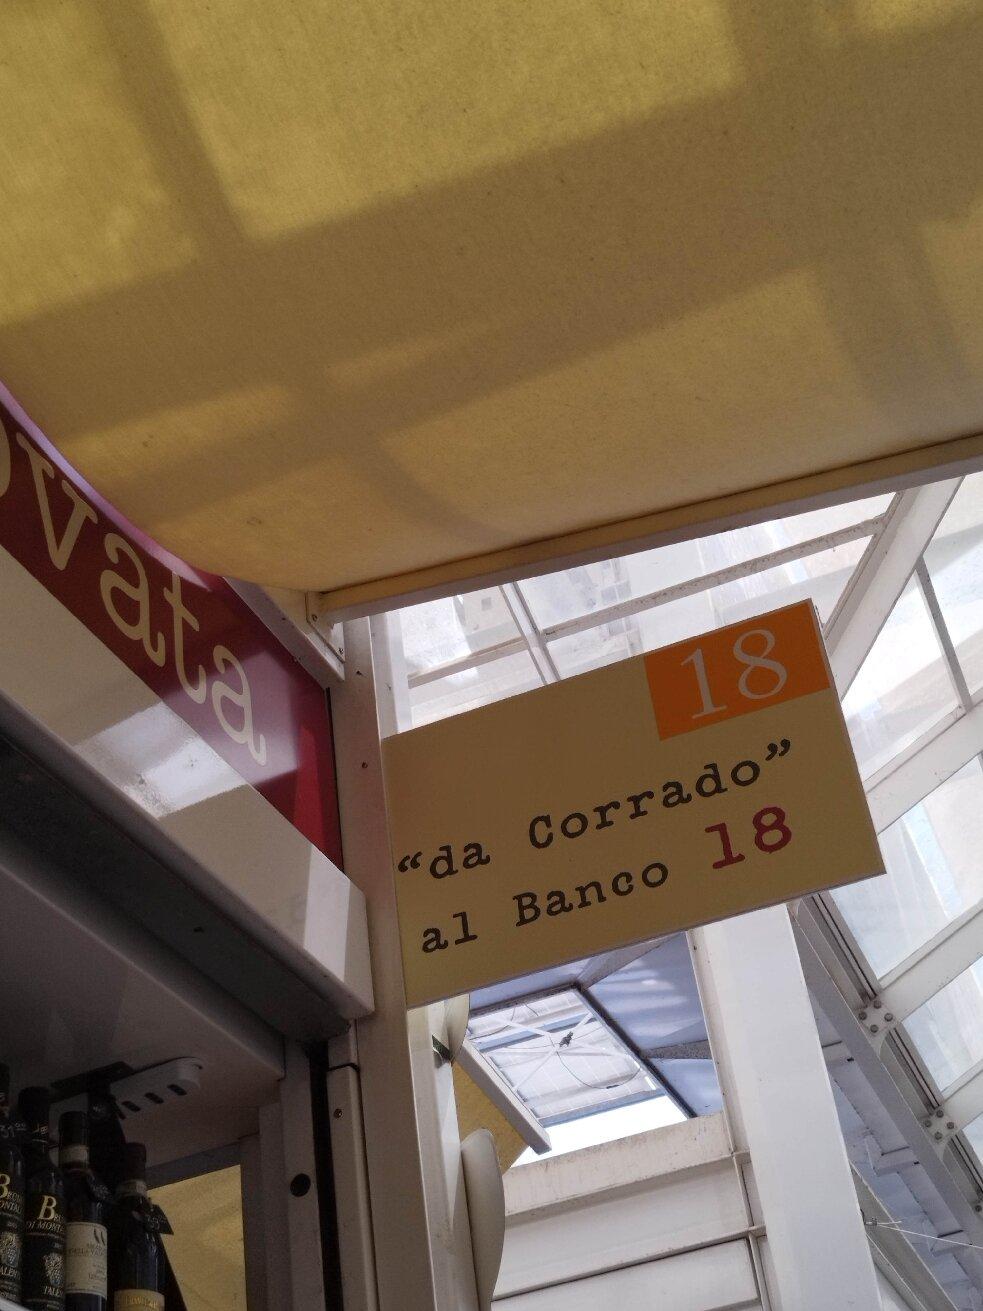 18
“da Corrado”
al Banco 18
vata